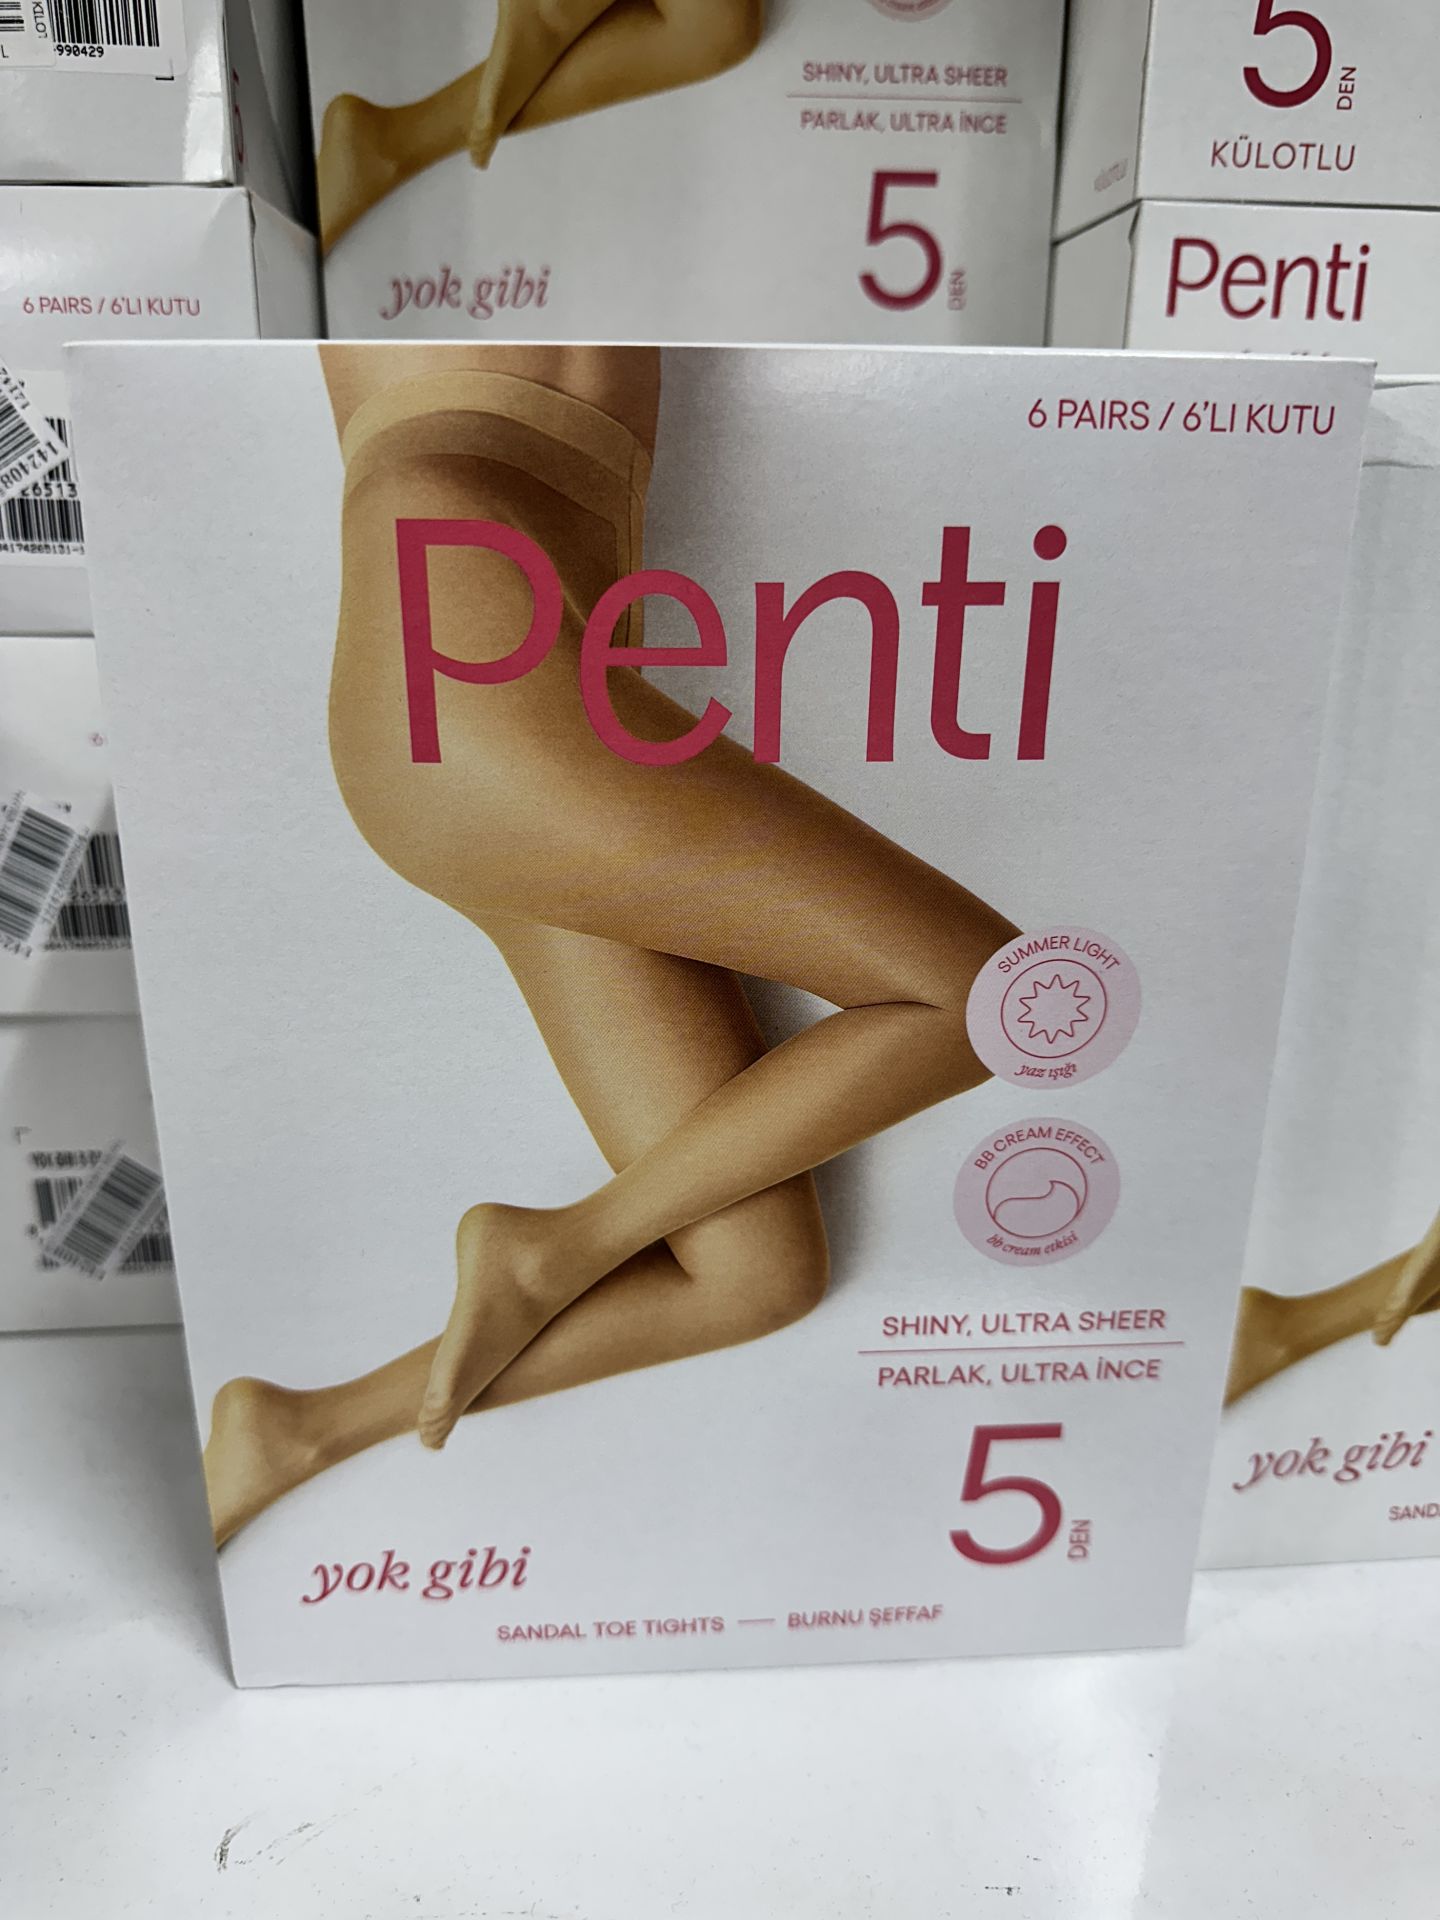 990429
SHINY, ULTRA SHEER
PARLAK, ULTRA İNCE
5
DEN
yok gibi
5
DEN
KÜLOTLU
Penti
6 PAIRS / 6'LI KUTU
6 PAIRS / 6'LI KUTU
Penti
SUMMER LIGHT
yaz ışığı
BB CREAM EFFECT
bb cream etkisi
SHINY, ULTRA SHEER
PARLAK, ULTRA İNCE
5
DEN
yok gibi
SANDAL TOE TIGHTS — BURNU ŞEFFAF
yok gibi
SAND